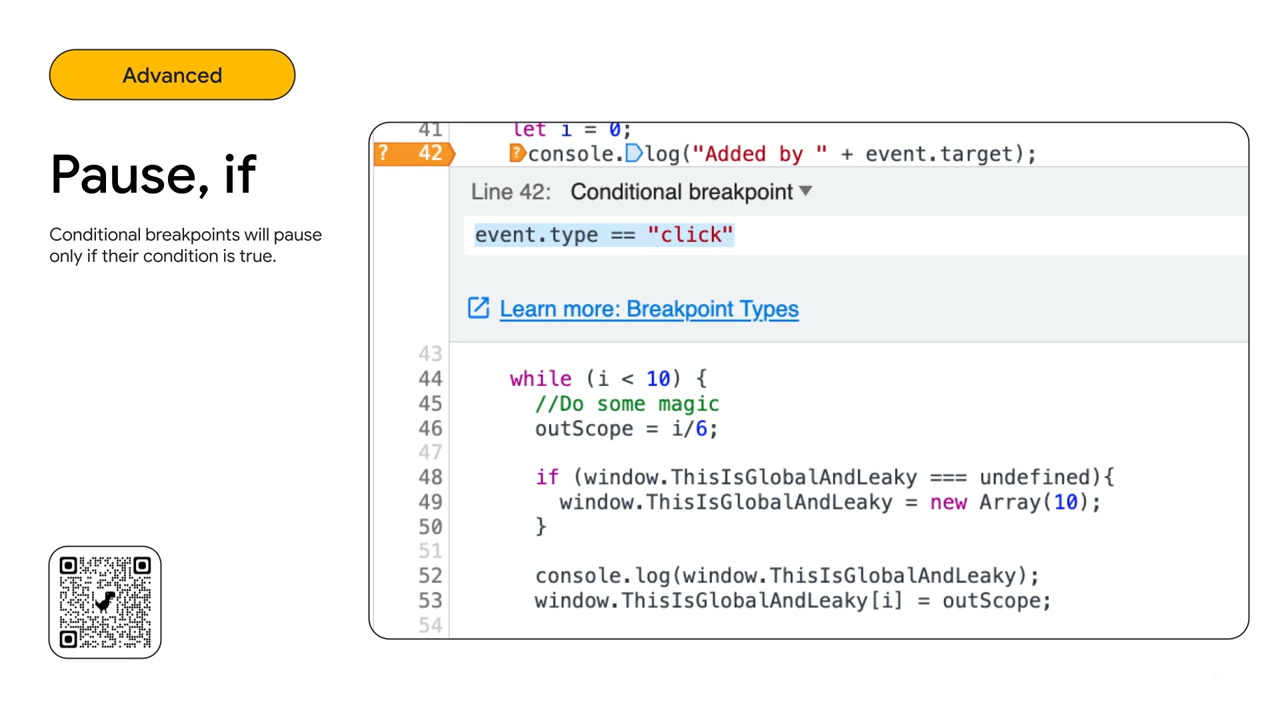 Advanced
Pause, if
Conditional breakpoints will pause
only if their condition is true.
41 let i = 0;
? 42 ?console.log("Added by " + event.target);
Line 42: Conditional breakpoint
event.type == "click"
Learn more: Breakpoint Types
43
44 while (i < 10) {
45 //Do some magic
46 outScope = i/6;
47
48 if (window.ThisIsGlobalAndLeaky === undefined){
49 window.ThisIsGlobalAndLeaky = new Array(10);
50 }
51
52 console.log(window.ThisIsGlobalAndLeaky);
53 window.ThisIsGlobalAndLeaky[i] = outScope;
54